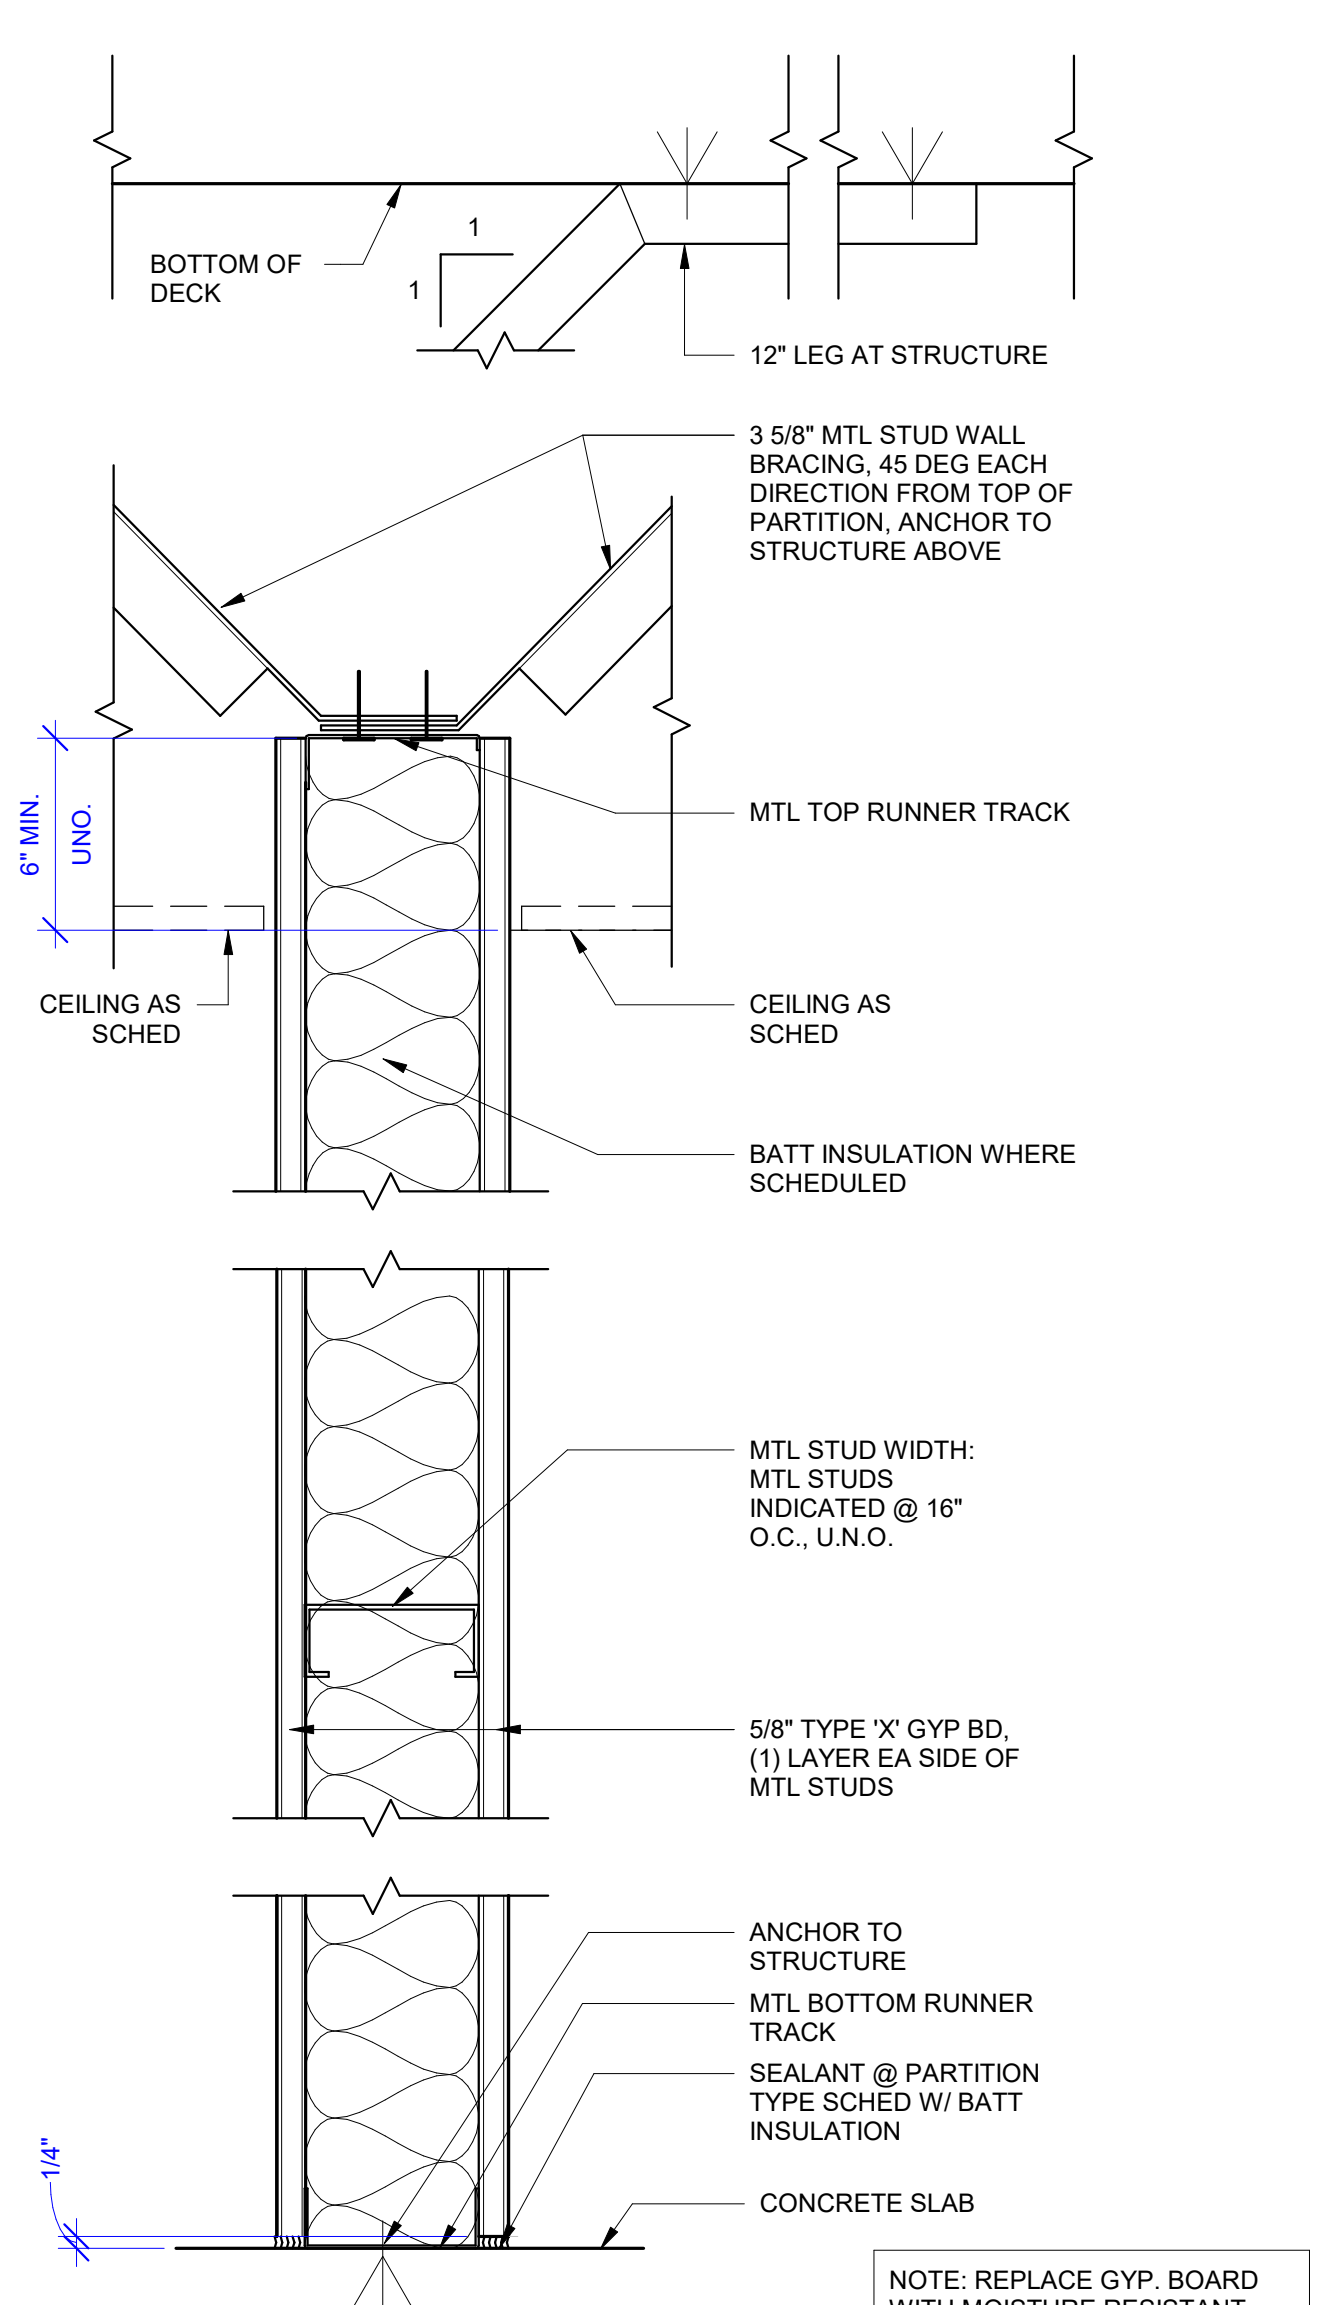 1
1
BOTTOM OF
DECK
12" LEG AT STRUCTURE
3 5/8" MTL STUD WALL
BRACING, 45 DEG EACH
DIRECTION FROM TOP OF
PARTITION, ANCHOR TO
STRUCTURE ABOVE
6" MIN.
UNO.
MTL TOP RUNNER TRACK
CEILING AS
SCHED
CEILING AS
SCHED
BATT INSULATION WHERE
SCHEDULED
MTL STUD WIDTH:
MTL STUDS
INDICATED @ 16"
O.C., U.N.O.
5/8" TYPE 'X' GYP BD,
(1) LAYER EA SIDE OF
MTL STUDS
ANCHOR TO
STRUCTURE
MTL BOTTOM RUNNER
TRACK
SEALANT @ PARTITION
TYPE SCHED W/ BATT
INSULATION
1/4"
CONCRETE SLAB
NOTE: REPLACE GYP. BOARD
WITH MOISTURE RESISTANT